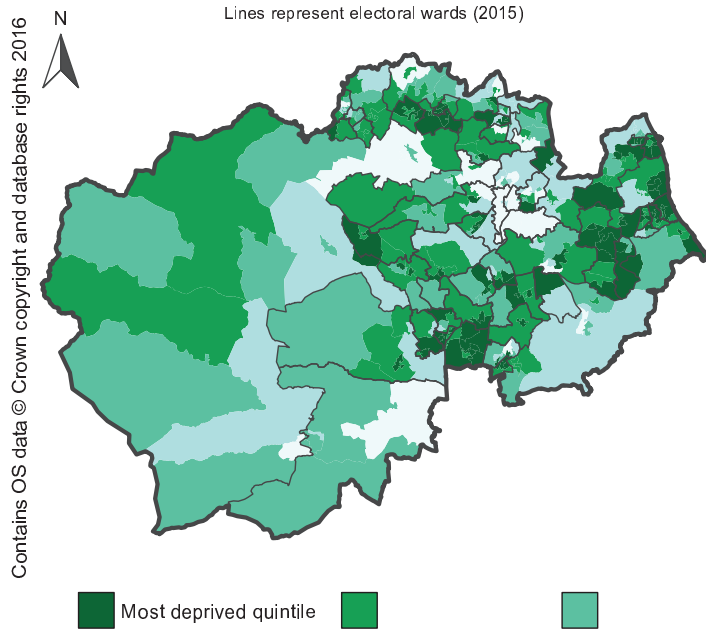 Lines represent electoral wards (2015)
N
Contains OS data © Crown copyright and database rights 2016
Most deprived quintile